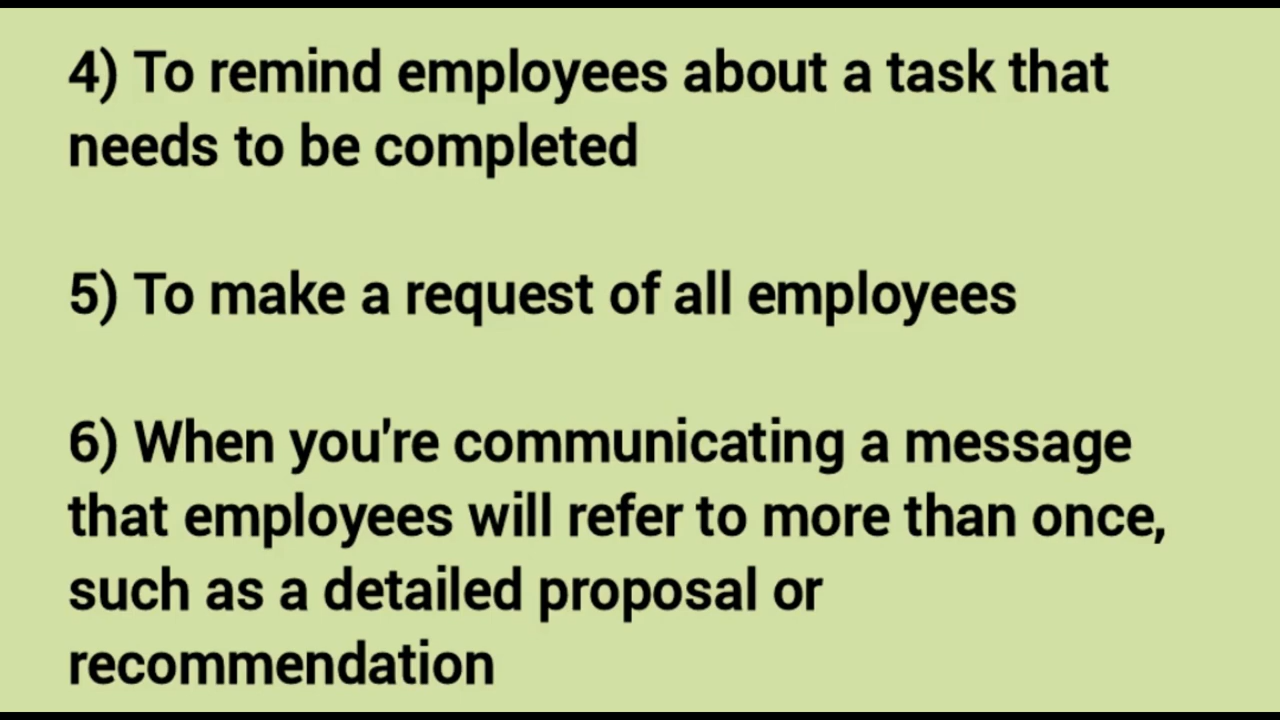 4) To remind employees about a task that
needs to be completed
5) To make a request of all employees
6) When you're communicating a message
that employees will refer to more than once,
such as a detailed proposal or
recommendation